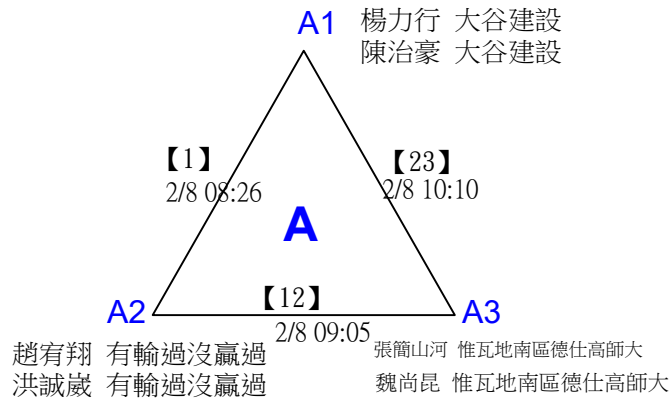 A1 楊力行 大谷建設
陳治豪 大谷建設
【1】
2/8 08:26
【23】
2/8 10:10
A
【12】
2/8 09:05
A2
A3
趙宥翔 有輸過沒贏過
洪誠崴 有輸過沒贏過
張簡山河 惟瓦地南區德仕高師大
魏尚昆 惟瓦地南區德仕高師大